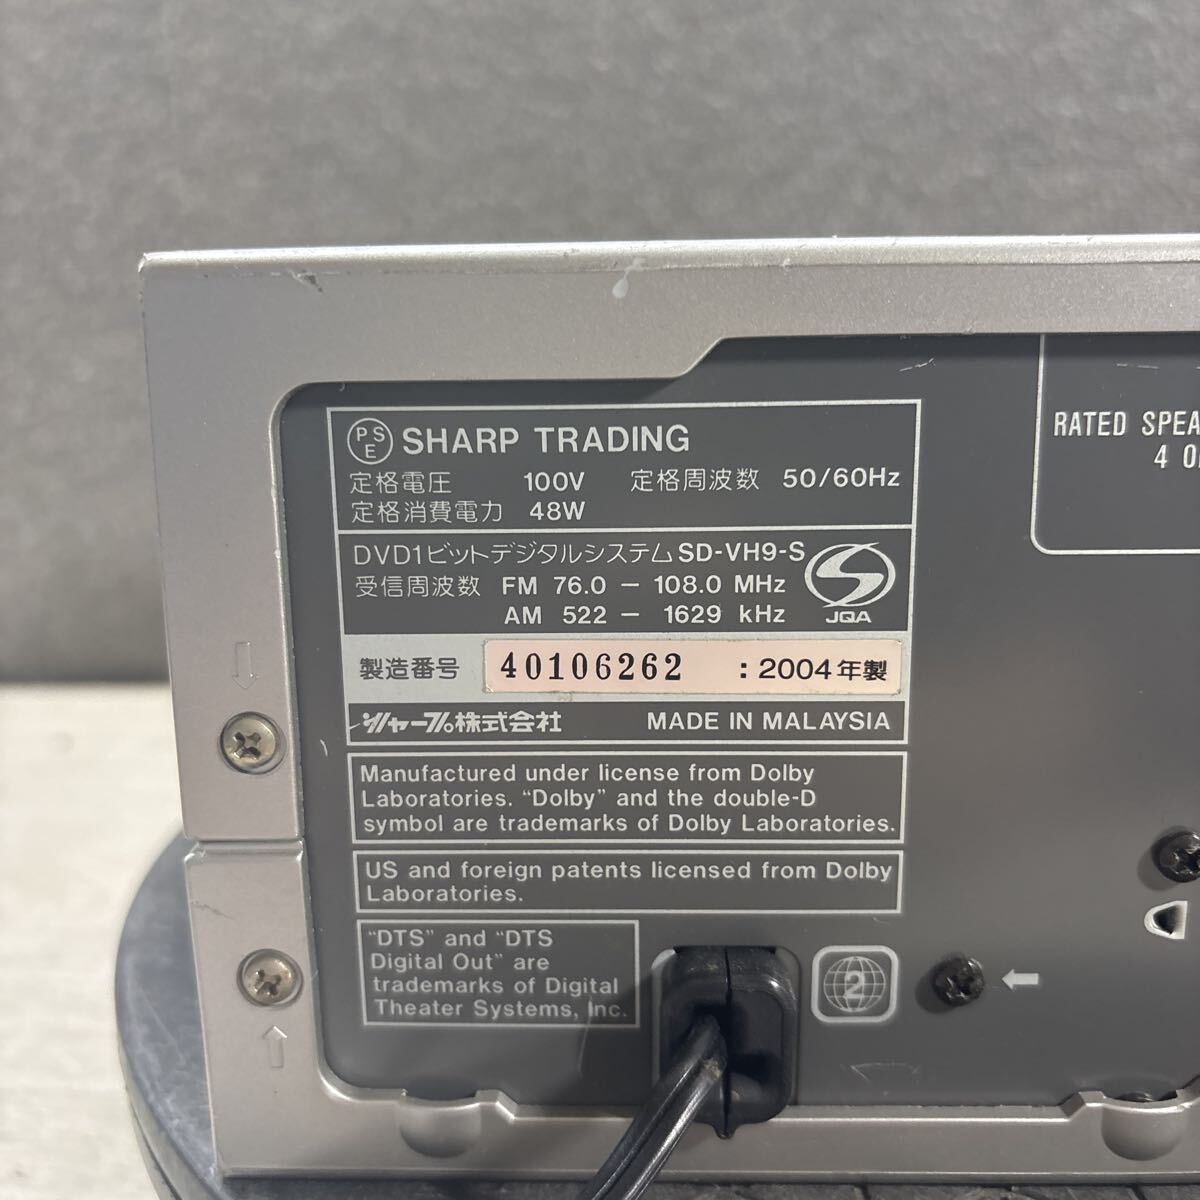 PSE SHARP TRADING
定格電圧 100V 定格周波数 50/60Hz
定格消費電力 48W
DVD1ビットデジタルシステム SD-VH9-S
受信周波数 FM 76.0 - 108.0 MHz
AM 522 - 1629 kHz
JQA
製造番号 40106262 : 2004年製
シャープ株式会社 MADE IN MALAYSIA
Manufactured under license from Dolby
Laboratories. "Dolby" and the double-D
symbol are trademarks of Dolby Laboratories.
US and foreign patents licensed from Dolby
Laboratories.
"DTS" and "DTS
Digital Out" are
trademarks of Digital
Theater Systems, Inc.
2
RATED
4